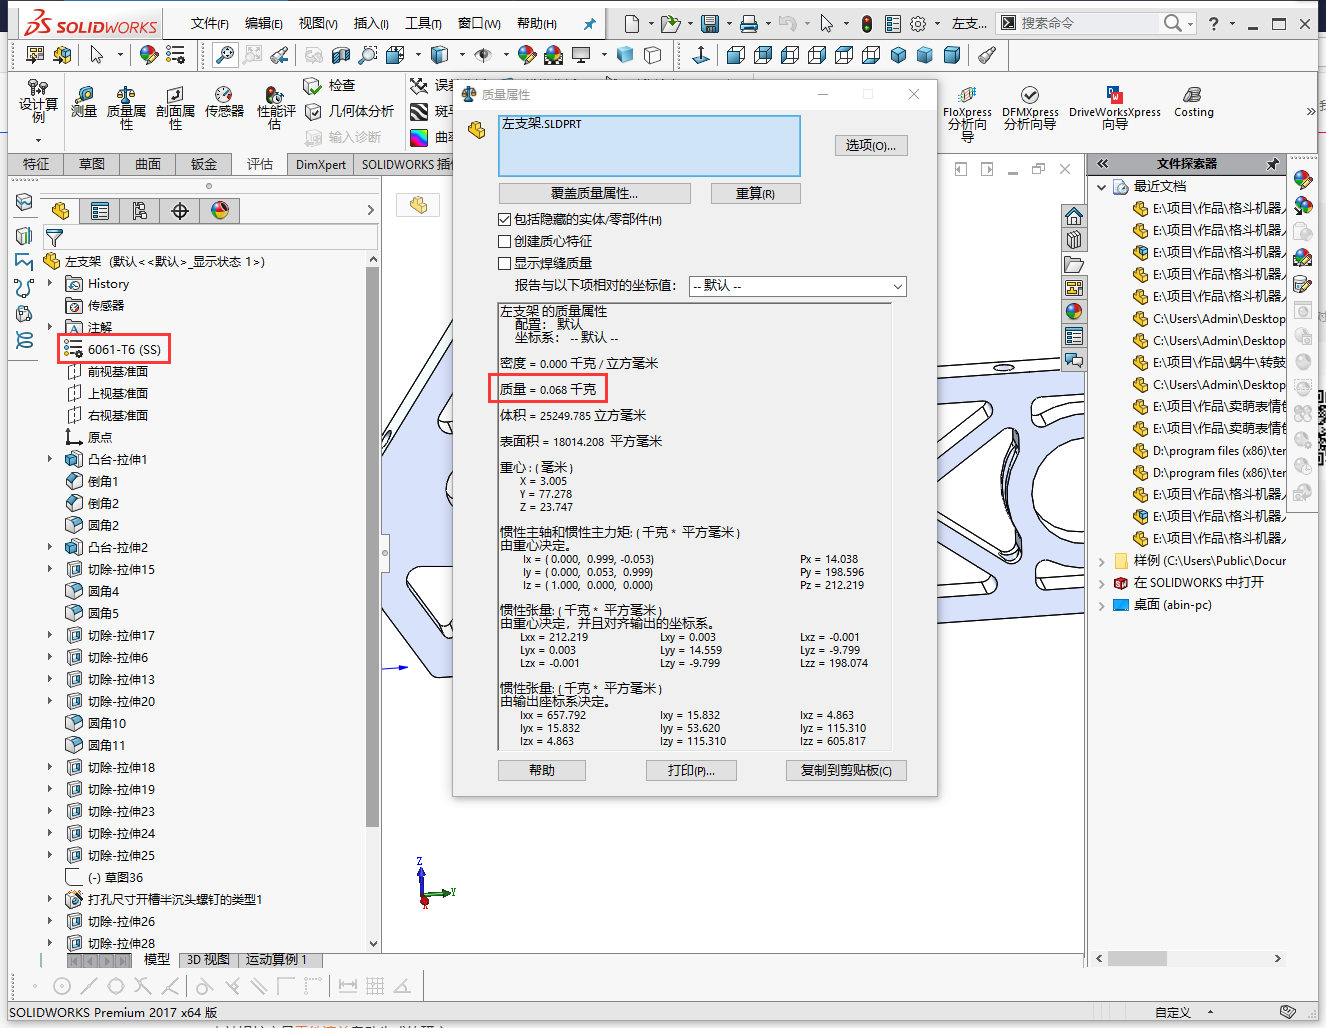 SOLIDWORKS
文件(F) 编辑(E) 视图(V) 插入(I) 工具(T) 窗口(W) 帮助(H)
左支...
搜索命令
设计算例
测量
质量属性
剖面属性
传感器
性能评估
检查
几何体分析
输入诊断
误
斑
曲率
FloXpress 分析向导
DFMXpress 分析向导
DriveWorksXpress 向导
Costing
特征 草图 曲面 钣金 评估 DimXpert SOLIDWORKS 插
左支架 (默认<<默认>_显示状态 1>)
History
传感器
注解
6061-T6 (SS)
前视基准面
上视基准面
右视基准面
原点
凸台-拉伸1
倒角1
倒角2
圆角2
凸台-拉伸2
切除-拉伸15
圆角4
圆角5
切除-拉伸17
切除-拉伸6
切除-拉伸13
切除-拉伸20
圆角10
圆角11
切除-拉伸18
切除-拉伸19
切除-拉伸23
切除-拉伸24
切除-拉伸25
(-) 草图36
打孔尺寸开槽半沉头螺钉的类型1
切除-拉伸26
切除-拉伸28
模型 3D 视图 运动算例 1
SOLIDWORKS Premium 2017 x64 版
自定义
质量属性
左支架.SLDPRT
选项(O)...
覆盖质量属性... 重算(R)
包括隐藏的实体/零部件(H)
创建质心特征
显示焊缝质量
报告与以下项相对的坐标值: -- 默认 --
左支架 的质量属性
配置: 默认
坐标系: -- 默认 --
密度 = 0.000 千克 / 立方毫米
质量 = 0.068 千克
体积 = 25249.785 立方毫米
表面积 = 18014.208 平方毫米
重心 : ( 毫米 )
X = 3.005
Y = 77.278
Z = 23.747
惯性主轴和惯性主力矩: ( 千克 * 平方毫米 )
由重心决定。
Ix = ( 0.000, 0.999, -0.053) Px = 14.038
Iy = ( 0.000, 0.053, 0.999) Py = 198.596
Iz = ( 1.000, 0.000, 0.000) Pz = 212.219
惯性张量: ( 千克 * 平方毫米 )
由重心决定，并且对齐输出的坐标系。
Lxx = 212.219 Lxy = 0.003 Lxz = -0.001
Lyx = 0.003 Lyy = 14.559 Lyz = -9.799
Lzx = -0.001 Lzy = -9.799 Lzz = 198.074
惯性张量: ( 千克 * 平方毫米 )
由输出座标系决定。
Ixx = 657.792 Ixy = 15.832 Ixz = 4.863
Iyx = 15.832 Iyy = 53.620 Iyz = 115.310
Izx = 4.863 Izy = 115.310 Izz = 605.817
帮助 打印(P)... 复制到剪贴板(C)
Z
Y
X
文件探索器
最近文档
E:\项目\作品\格斗机器人
E:\项目\作品\格斗机器人
E:\项目\作品\格斗机器人
E:\项目\作品\格斗机器人
E:\项目\作品\格斗机器人
C:\Users\Admin\Desktop
C:\Users\Admin\Desktop
E:\项目\作品\蜗牛\转鼓
C:\Users\Admin\Desktop
E:\项目\作品\卖萌表情包
E:\项目\作品\卖萌表情包
D:\program files (x86)\ter
D:\program files (x86)\ter
E:\项目\作品\格斗机器人
E:\项目\作品\格斗机器人
E:\项目\作品\格斗机器人
样例 (C:\Users\Public\Docur
在 SOLIDWORKS 中打开
桌面 (abin-pc)